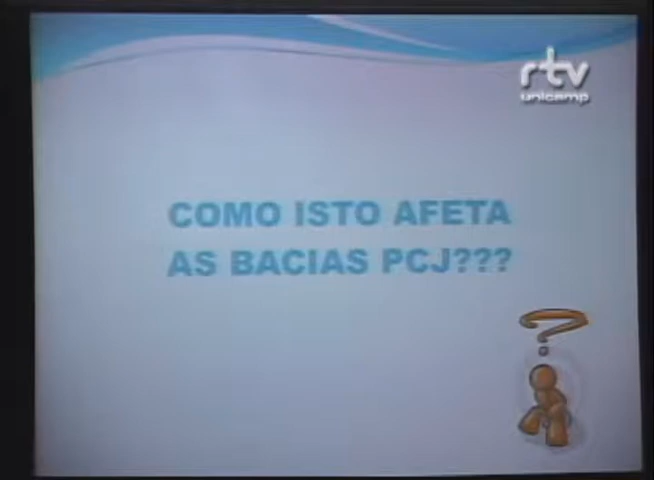 rtv
unicamp
COMO ISTO AFETA
AS BACIAS PCJ???
?